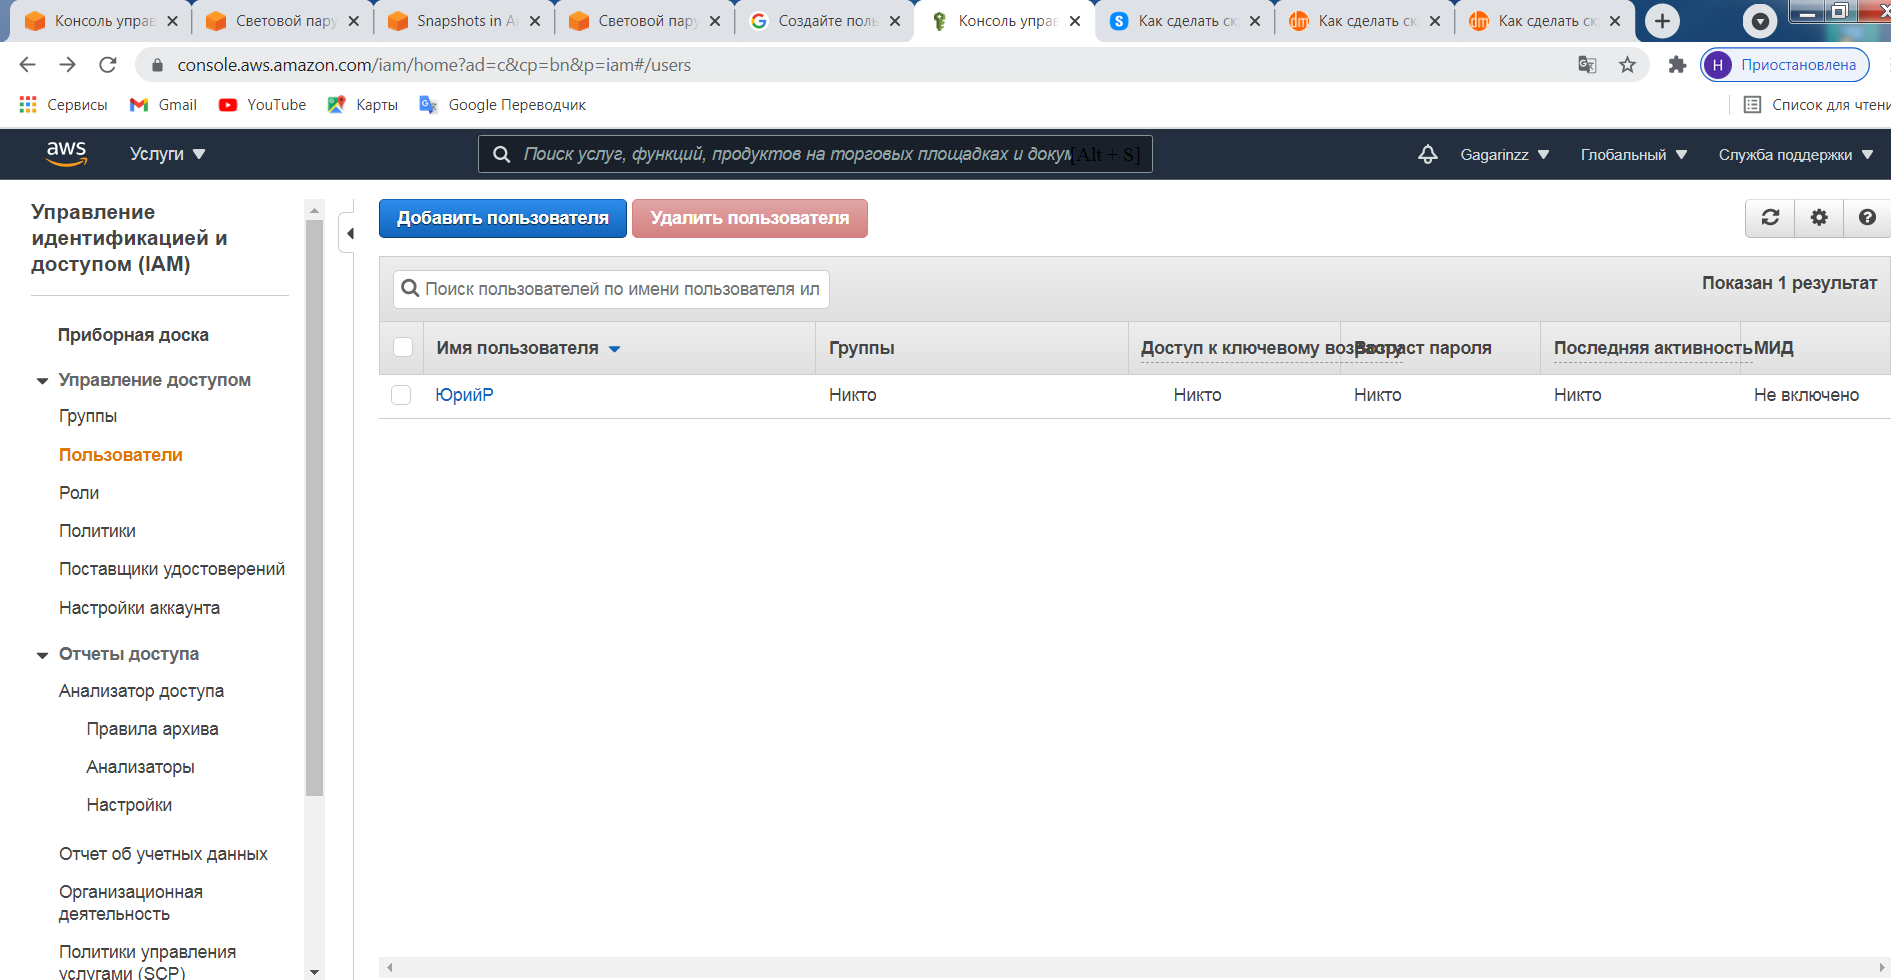 Консоль управ
Световой пару
Snapshots in A
Световой пару
Создайте поль
Консоль управ
Как сделать ск
Как сделать ск
Как сделать ск
console.aws.amazon.com/iam/home?ad=c&cp=bn&p=iam#/users
Н
Приостановлена
Сервисы
Gmail
YouTube
Карты
Google Переводчик
Список для чтени
aws
Услуги
Поиск услуг, функций, продуктов на торговых площадках и докум
[Alt + S]
Gagarinzz
Глобальный
Служба поддержки
Управление
идентификацией и
доступом (IAM)
Приборная доска
Управление доступом
Группы
Пользователи
Роли
Политики
Поставщики удостоверений
Настройки аккаунта
Отчеты доступа
Анализатор доступа
Правила архива
Анализаторы
Настройки
Отчет об учетных данных
Организационная
деятельность
Политики управления
услугами (SCP)
Добавить пользователя
Удалить пользователя
Поиск пользователей по имени пользователя ил
Показан 1 результат
Имя пользователя
Группы
Доступ к ключевому возрасту
Возраст пароля
Последняя активность
МИД
ЮрийР
Никто
Никто
Никто
Никто
Не включено